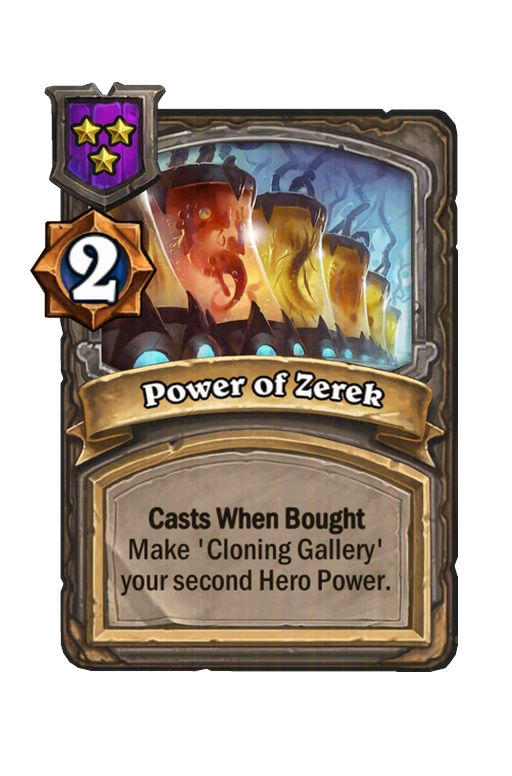 2
Power of Zerek
Casts When Bought
Make 'Cloning Gallery'
your second Hero Power.